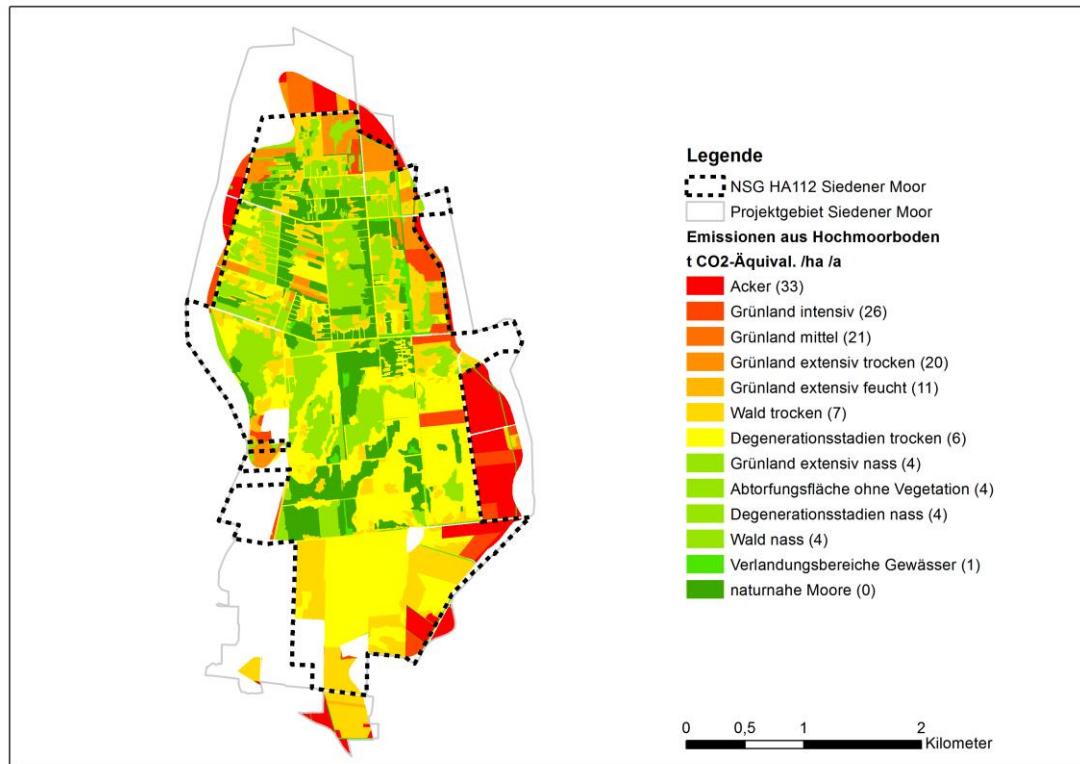 Legende
NSG HA112 Siedener Moor
Projektgebiet Siedener Moor
Emissionen aus Hochmoorboden
t CO2-Äquival. /ha /a
Acker (33)
Grünland intensiv (26)
Grünland mittel (21)
Grünland extensiv trocken (20)
Grünland extensiv feucht (11)
Wald trocken (7)
Degenerationsstadien trocken (6)
Grünland extensiv nass (4)
Abtorfungsfläche ohne Vegetation (4)
Degenerationsstadien nass (4)
Wald nass (4)
Verlandungsbereiche Gewässer (1)
naturnahe Moore (0)
0 0,5 1 2
Kilometer